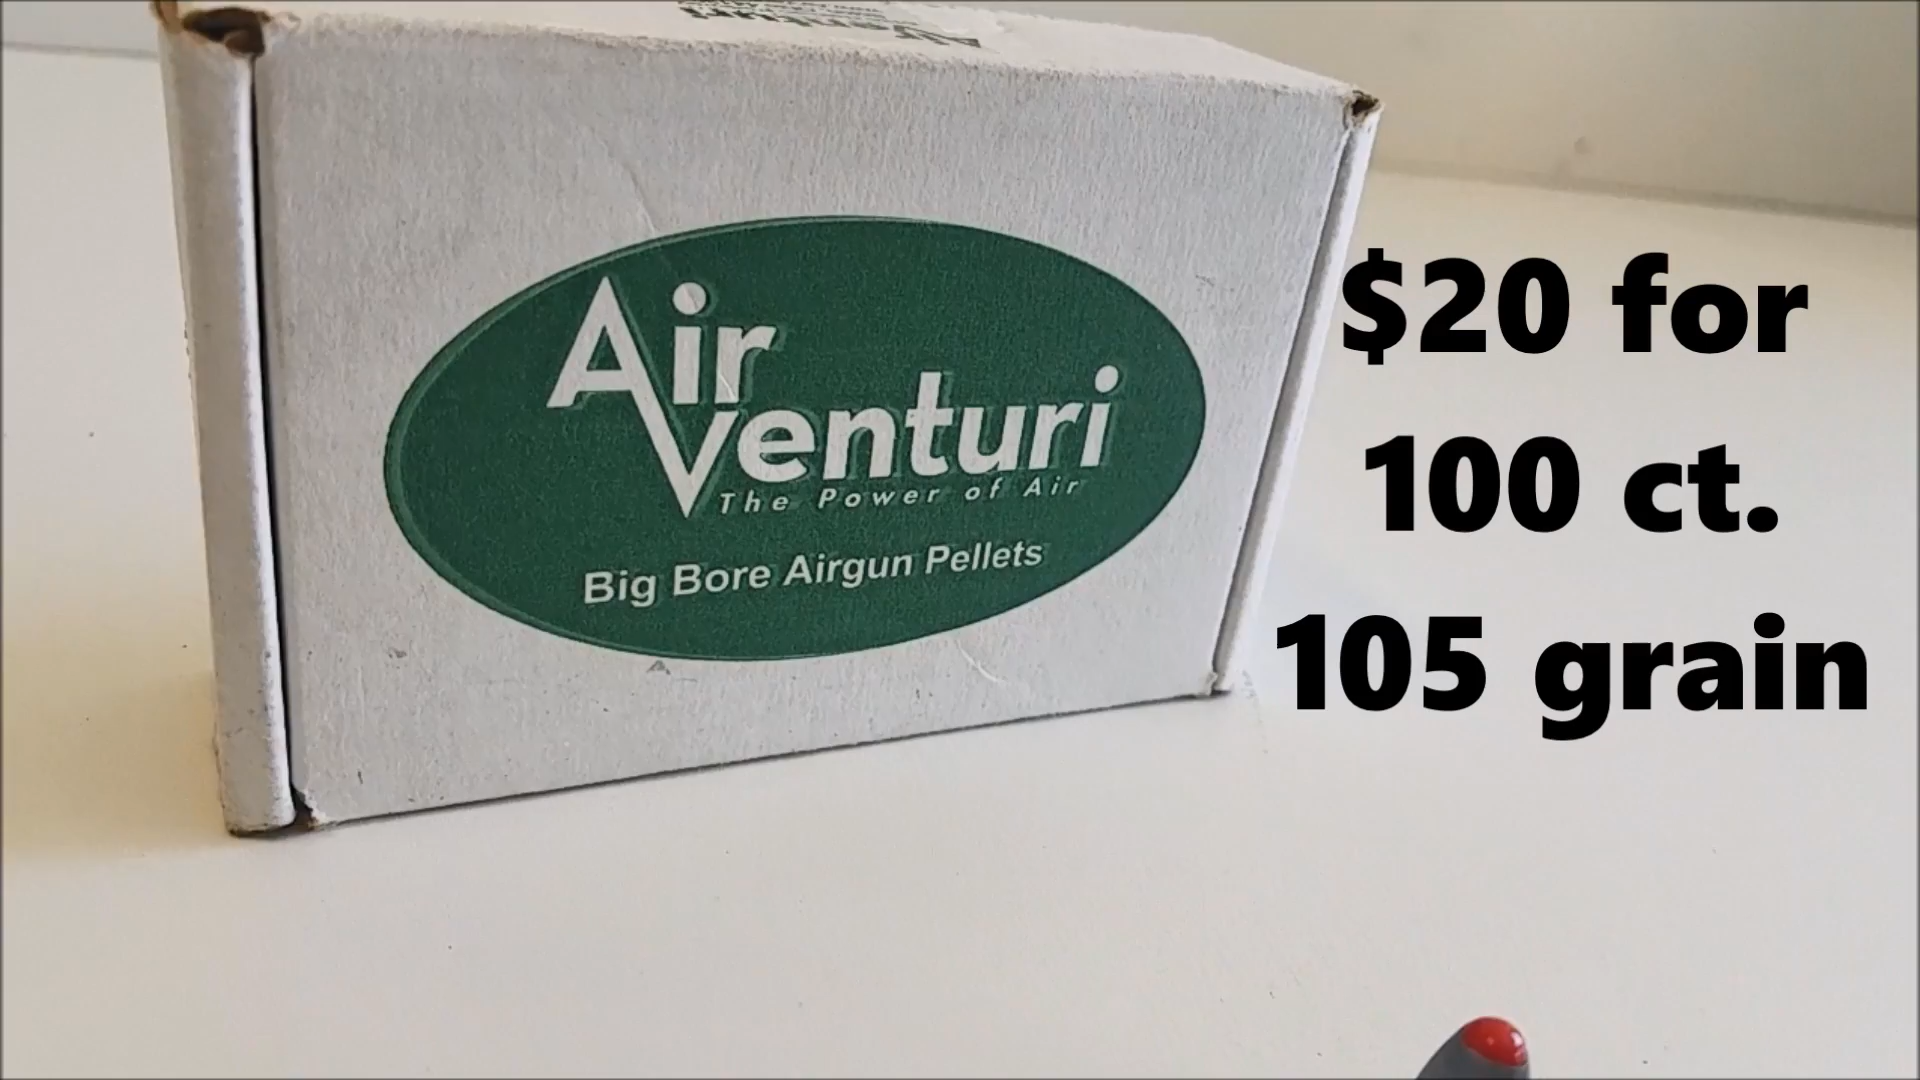 Air
Venturi
The Power of Air
Big Bore Airgun Pellets
$20 for
100 ct.
105 grain